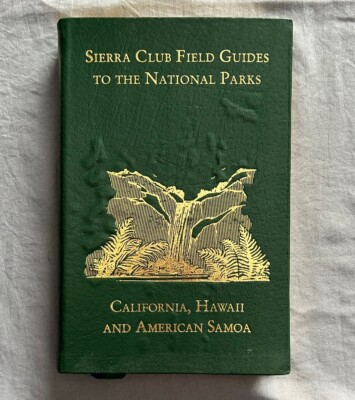 Sierra Club Field Guides
to the National Parks
California, Hawaii
and American Samoa